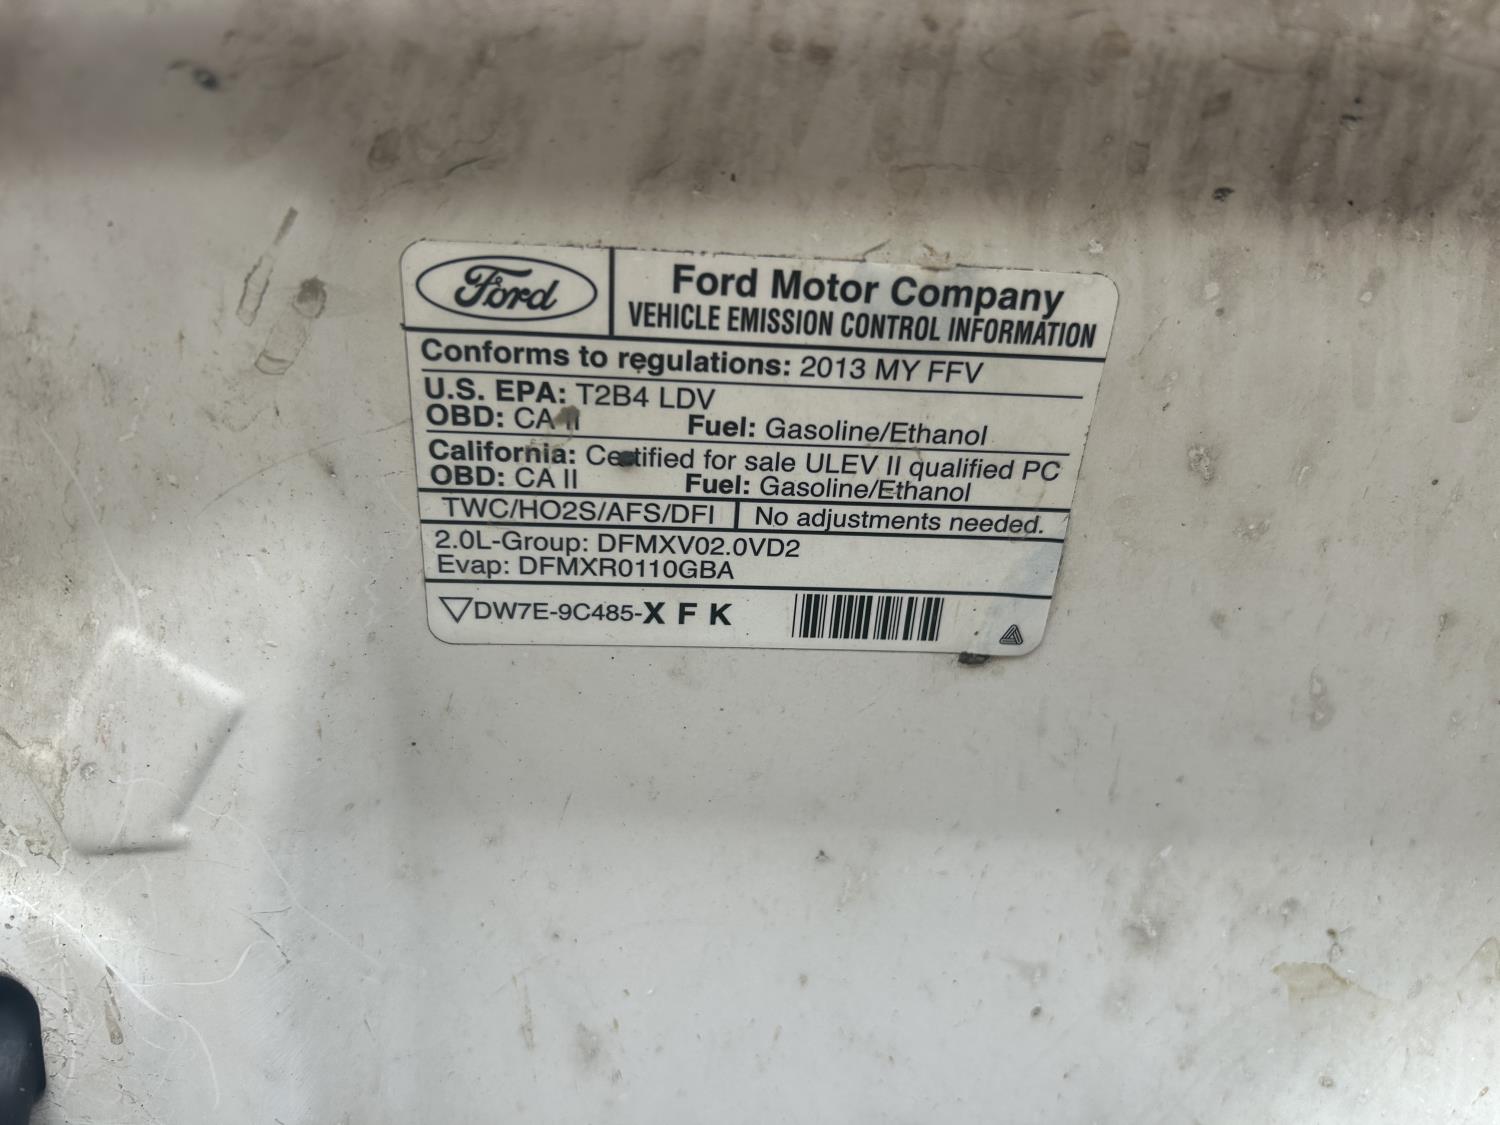 Ford
Ford Motor Company
VEHICLE EMISSION CONTROL INFORMATION
Conforms to regulations: 2013 MY FFV
U.S. EPA: T2B4 LDV
OBD: CA II Fuel: Gasoline/Ethanol
California: Certified for sale ULEV II qualified PC
OBD: CA II Fuel: Gasoline/Ethanol
TWC/HO2S/AFS/DFI No adjustments needed.
2.0L-Group: DFMXV02.0VD2
Evap: DFMXR0110GBA
DW7E-9C485-X F K